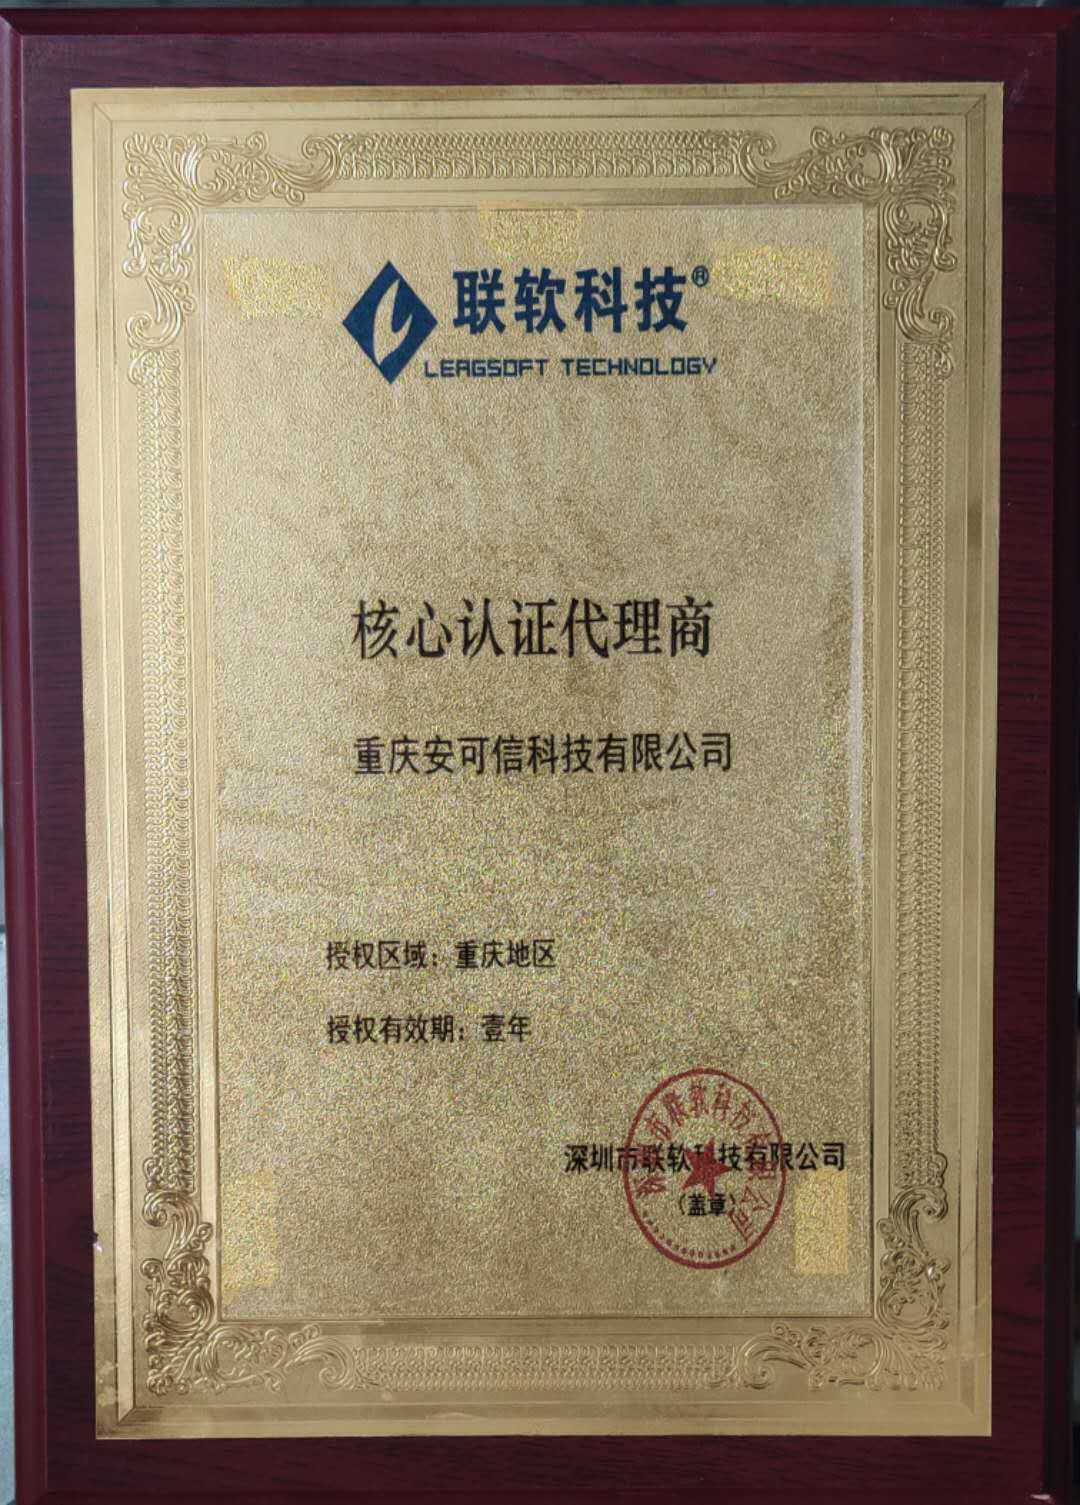 联软科技®
LEAGSOFT TECHNOLOGY
核心认证代理商
重庆安可信科技有限公司
授权区域：重庆地区
授权有效期：壹年
深圳市联软科技有限公司
（盖章）